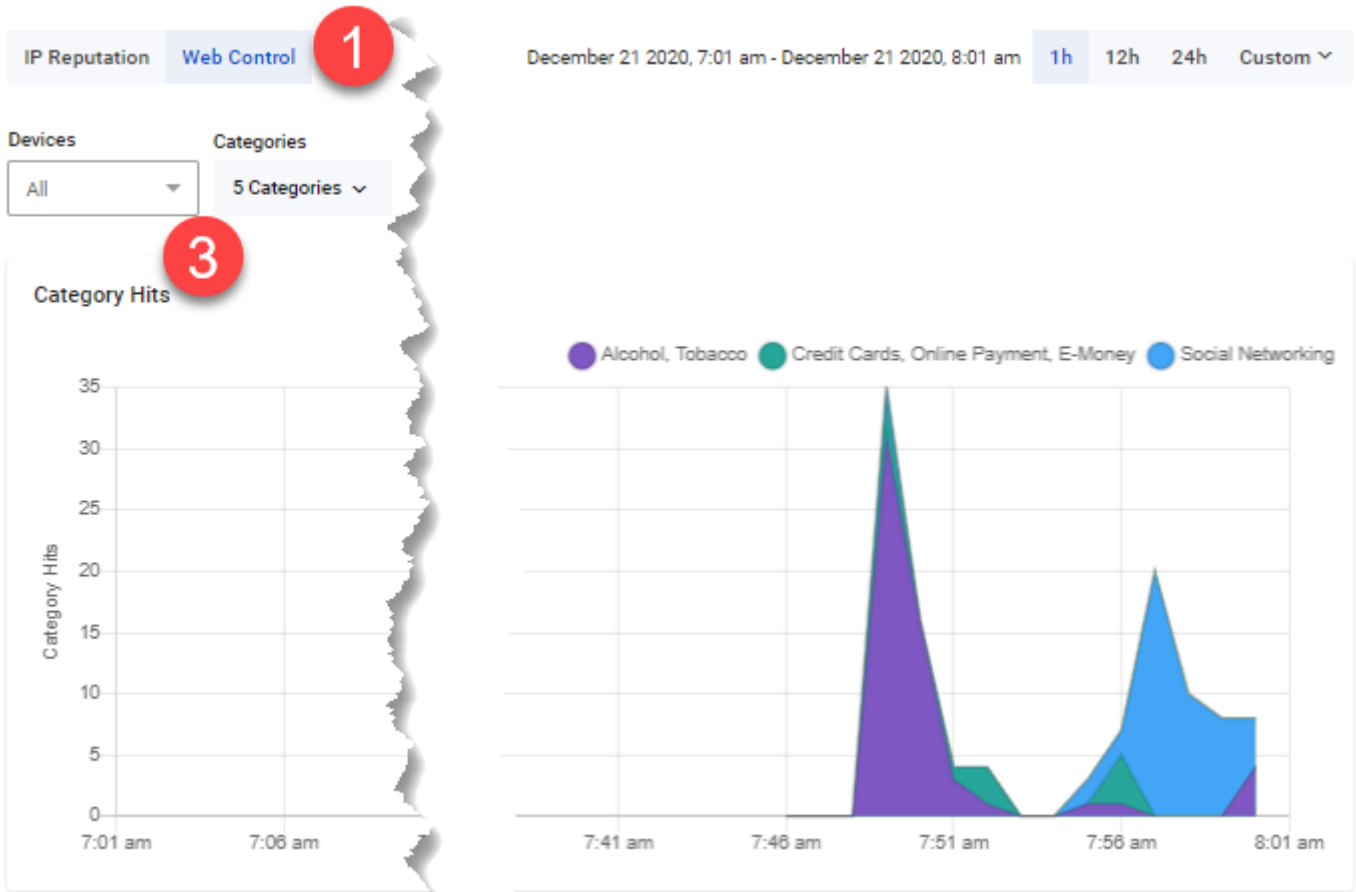 IP Reputation Web Control 1 December 21 2020, 7:01 am - December 21 2020, 8:01 am 1h 12h 24h Custom
Devices Categories
All 5 Categories
3
Category Hits
Alcohol, Tobacco Credit Cards, Online Payment, E-Money Social Networking
35
30
25
20
15
10
5
0
Category Hits
7:01 am 7:06 am 7:41 am 7:46 am 7:51 am 7:56 am 8:01 am